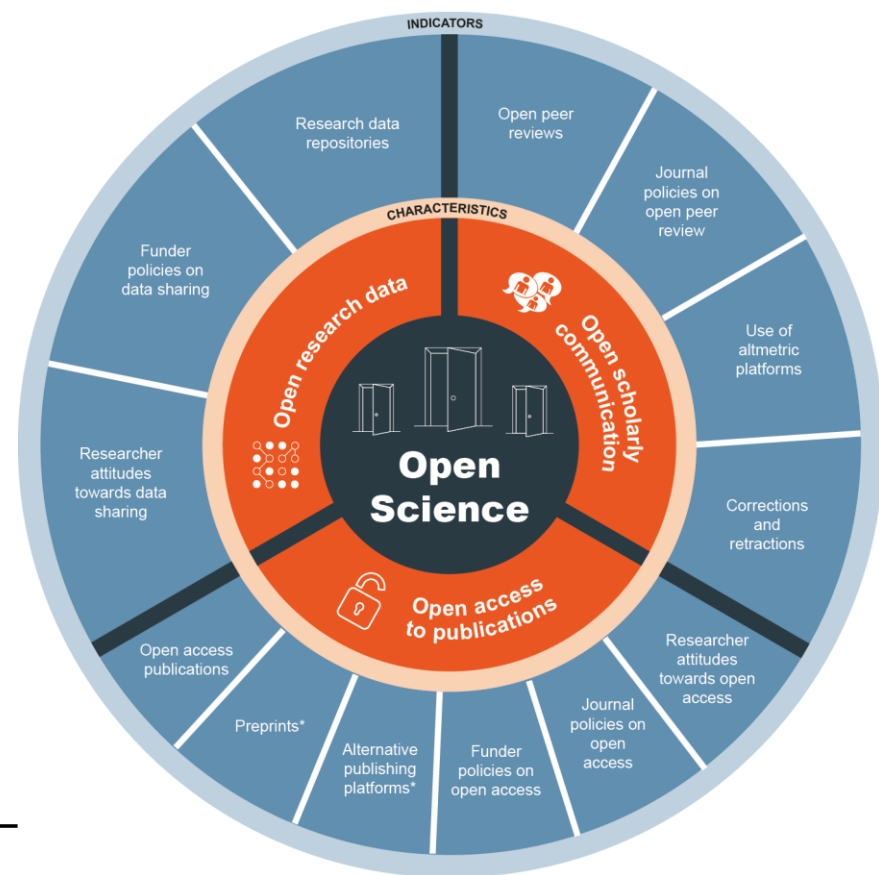 INDICATORS
Open peer
reviews
Journal
policies on
open peer
review
Use of
altmetric
platforms
Corrections
and
retractions
Researcher
attitudes
towards open
access
Journal
policies on
open
access
Funder
policies on
open access
Alternative
publishing
platforms*
Preprints*
Open access
publications
Researcher
attitudes
towards data
sharing
Funder
policies on
data sharing
Research data
repositories
CHARACTERISTICS
Open scholarly
communication
Open access
to publications
Open research data
Open
Science